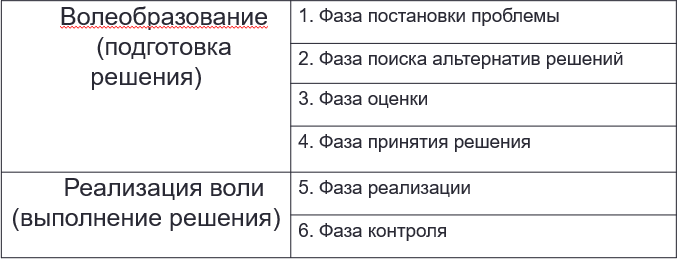 Волеобразование
(подготовка
решения)
1. Фаза постановки проблемы
2. Фаза поиска альтернатив решений
3. Фаза оценки
4. Фаза принятия решения
Реализация воли
(выполнение решения)
5. Фаза реализации
6. Фаза контроля